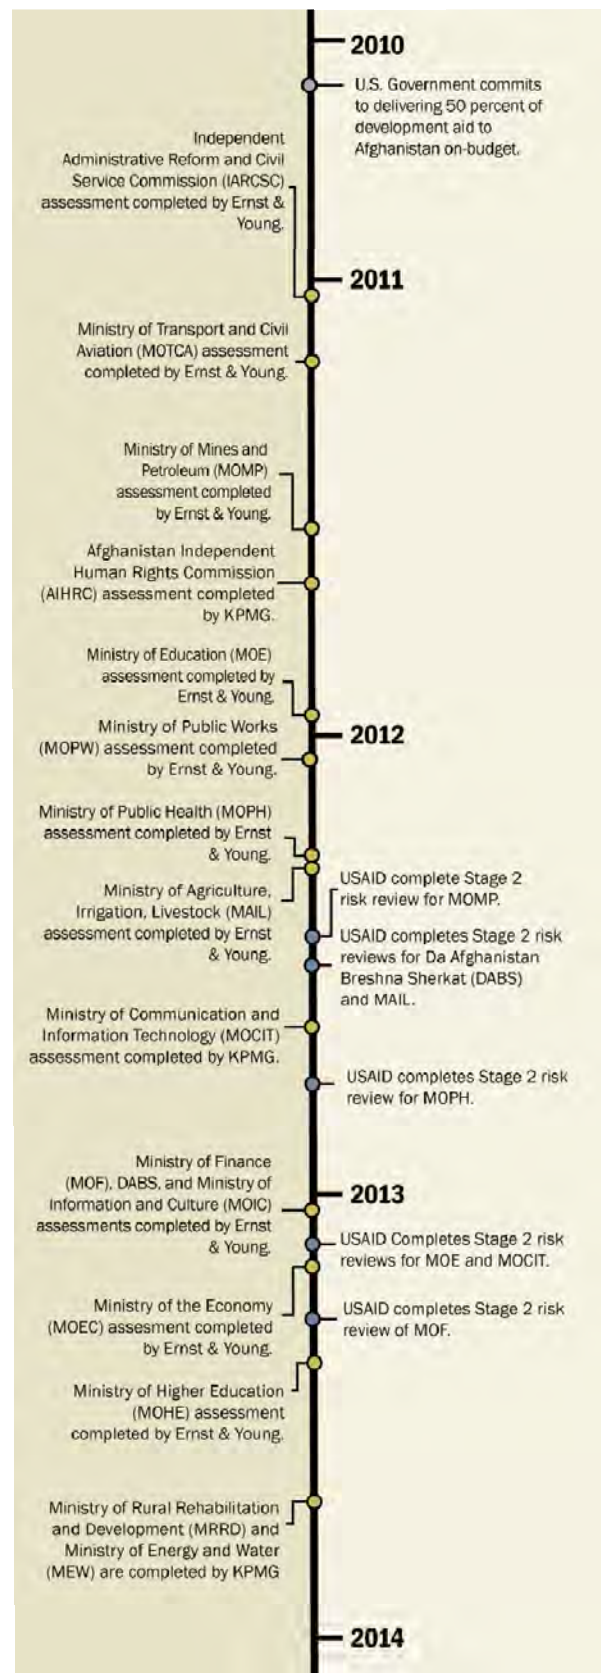 2010
U.S. Government commits
to delivering 50 percent of
development aid to
Afghanistan on-budget.
Independent
Administrative Reform and Civil
Service Commission (IARCSC)
assessment completed by Ernst &
Young.
2011
Ministry of Transport and Civil
Aviation (MOTCA) assessment
completed by Ernst & Young.
Ministry of Mines and
Petroleum (MOMP)
assessment completed
by Ernst & Young.
Afghanistan Independent
Human Rights Commission
(AIHRC) assessment completed
by KPMG.
Ministry of Education (MOE)
assessment completed by
Ernst & Young.
2012
Ministry of Public Works
(MOPW) assessment completed
by Ernst & Young.
Ministry of Public Health (MOPH)
assessment completed by Ernst
& Young.
Ministry of Agriculture,
Irrigation, Livestock (MAIL)
assessment completed by Ernst
& Young.
USAID complete Stage 2
risk review for MOMP.
USAID completes Stage 2 risk
reviews for Da Afghanistan
Breshna Sherkat (DABS)
and MAIL.
Ministry of Communication and
Information Technology (MOCIT)
assessment completed by KPMG.
USAID completes Stage 2 risk
review for MOPH.
2013
Ministry of Finance
(MOF), DABS, and Ministry of
Information and Culture (MOIC)
assessments completed by Ernst
& Young.
USAID Completes Stage 2 risk
reviews for MOE and MOCIT.
Ministry of the Economy
(MOEC) assesment completed
by Ernst & Young.
USAID completes Stage 2 risk
review of MOF.
Ministry of Higher Education
(MOHE) assessment
completed by Ernst & Young.
Ministry of Rural Rehabilitation
and Development (MRRD) and
Ministry of Energy and Water
(MEW) are completed by KPMG
2014